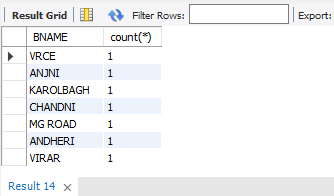 Result Grid Filter Rows: Export:
BNAME count(*)
VRCE 1
ANJNI 1
KAROLBAGH 1
CHANDNI 1
MG ROAD 1
ANDHERI 1
VIRAR 1
Result 14 ×